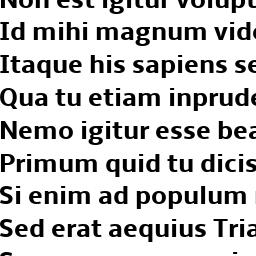 Non est igitur volupt
Id mihi magnum vide
Itaque his sapiens se
Qua tu etiam inprude
Nemo igitur esse bea
Primum quid tu dicis
Si enim ad populum
Sed erat aequius Tria